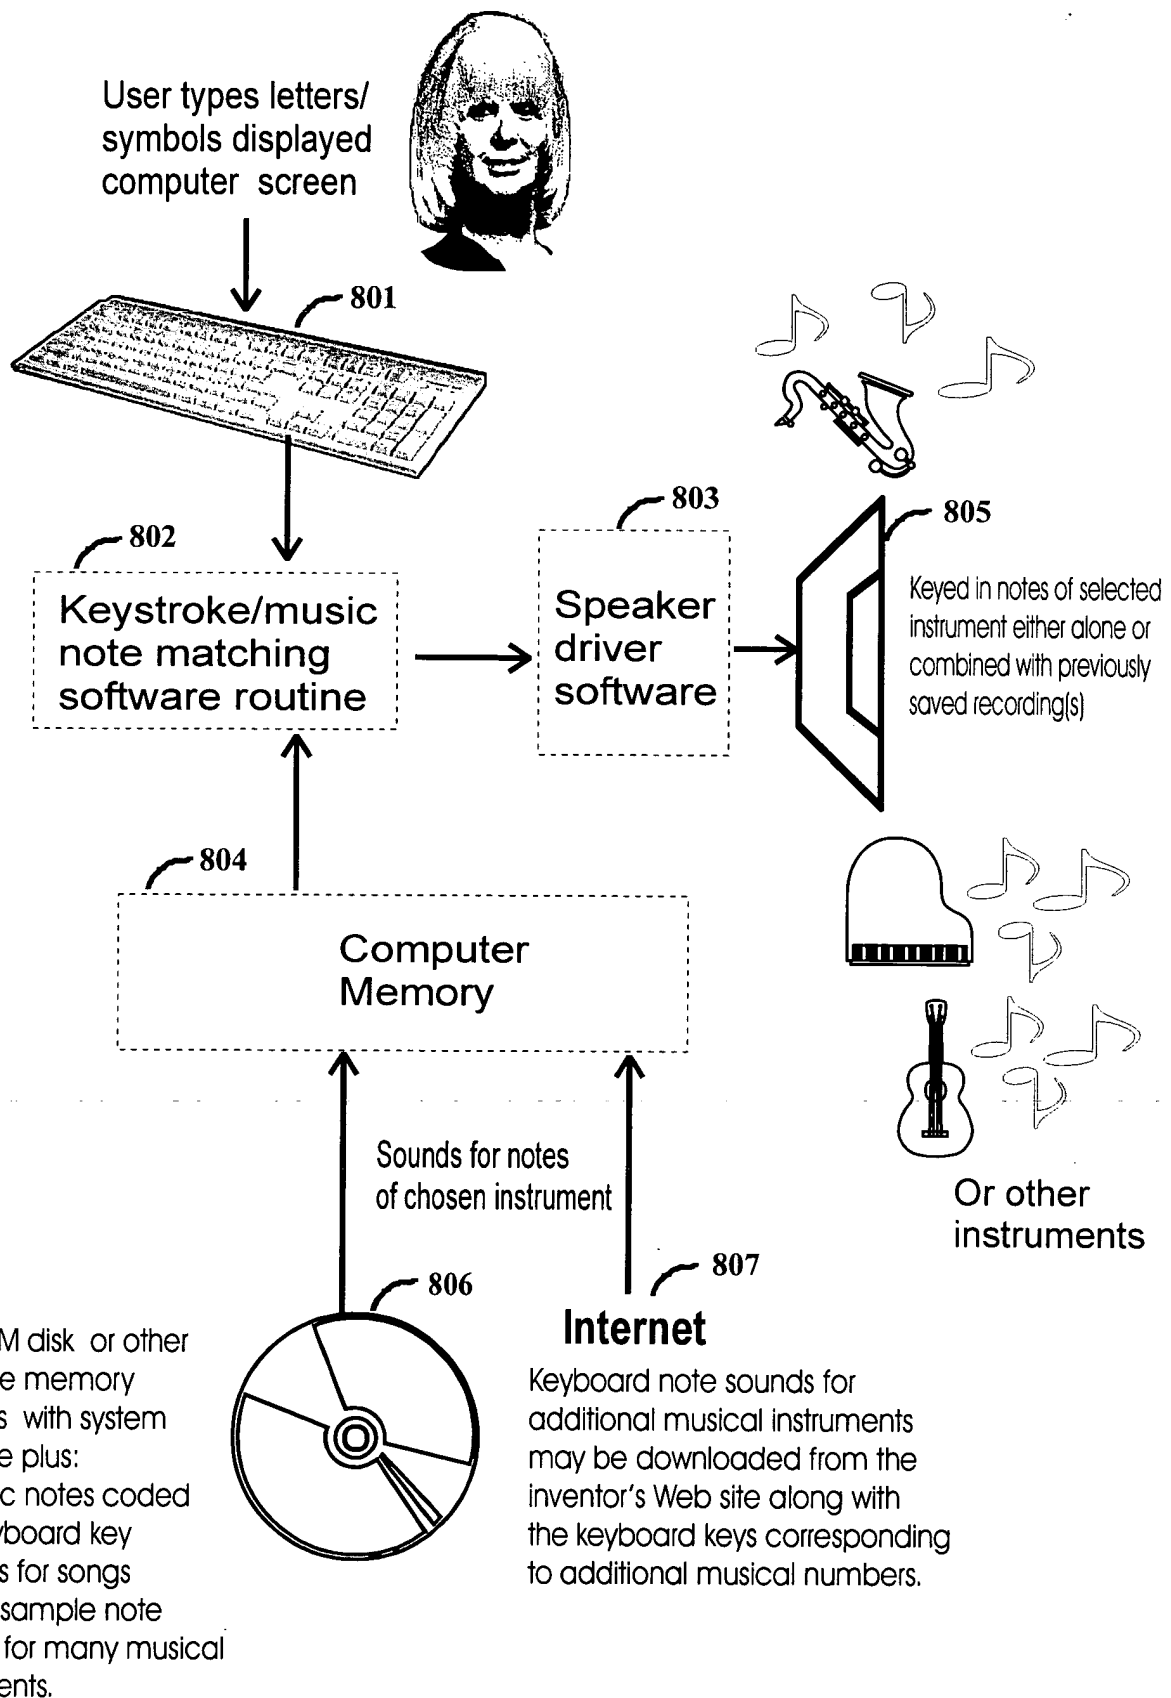 User types letters/
symbols displayed
computer screen
801
802
Keystroke/music
note matching
software routine
803
Speaker
driver
software
805
Keyed in notes of selected
instrument either alone or
combined with previously
saved recording(s)
804
Computer
Memory
Sounds for notes
of chosen instrument
Or other
instruments
806
807
Internet
Keyboard note sounds for
additional musical instruments
may be downloaded from the
inventor's Web site along with
the keyboard keys corresponding
to additional musical numbers.
M disk or other
e memory
s with system
e plus:
c notes coded
yboard key
s for songs
sample note
for many musical
ents.